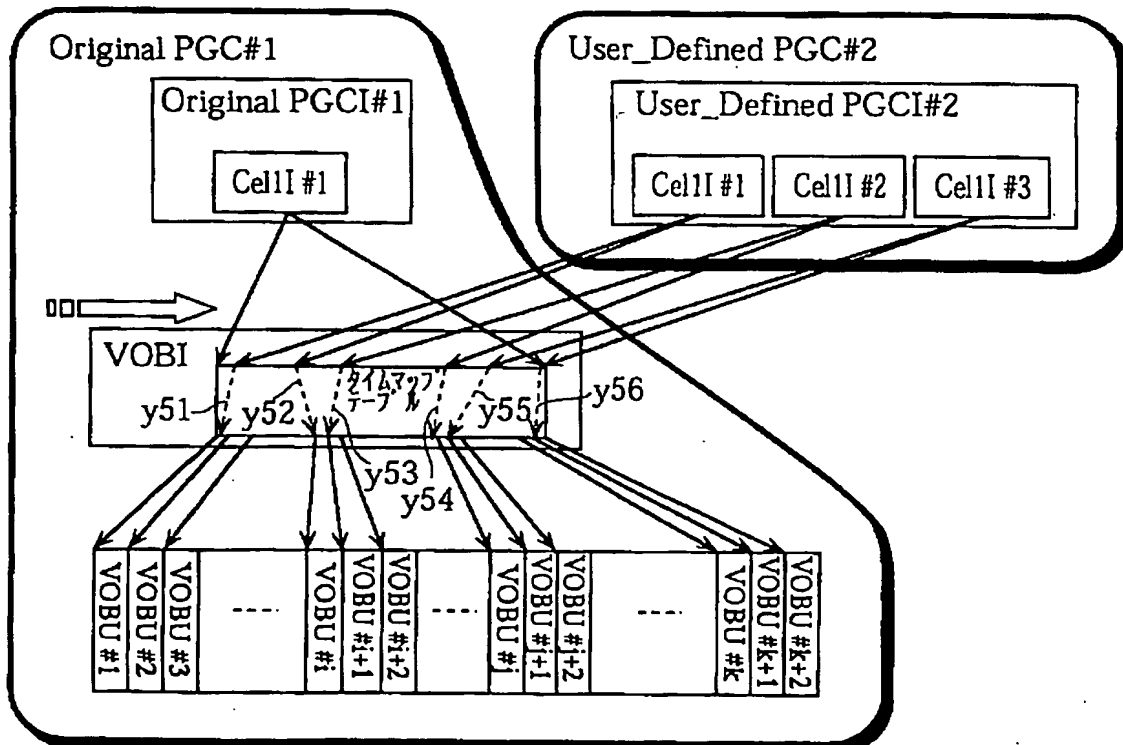 Original PGC#1
User_Defined PGC#2
Original PGCI#1
User_Defined PGCI#2
CellI #1
CellI #1
CellI #2
CellI #3
VOBI
タイムマップ
テーブル
y51
y52
y53
y54
y55
y56
VOBU #1
VOBU #2
VOBU #3
VOBU #i
VOBU #i+1
VOBU #i+2
VOBU #j
VOBU #j+1
VOBU #j+2
VOBU #k
VOBU #k+1
VOBU #k+2